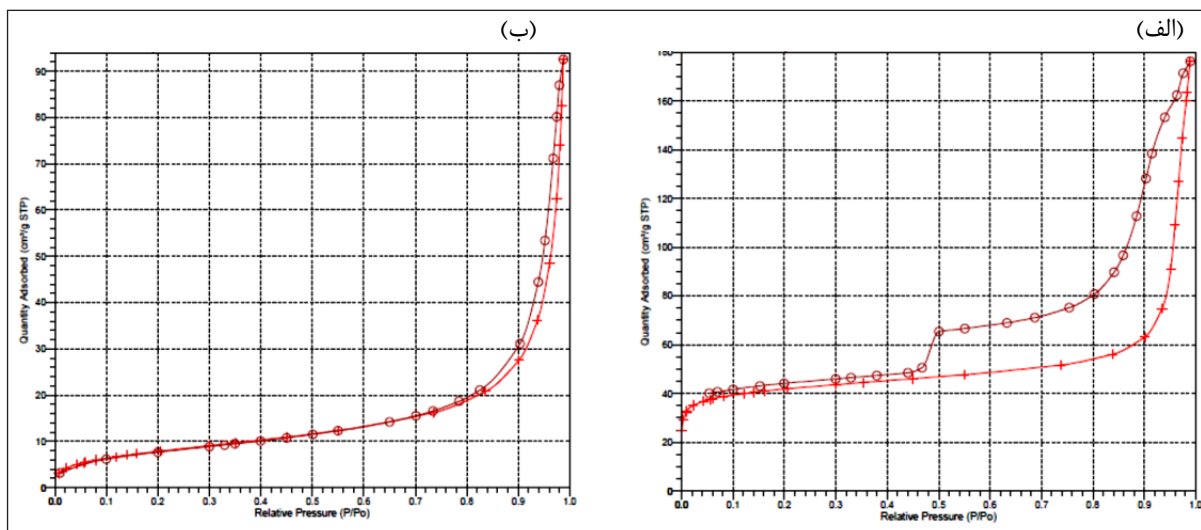 (ب)
Quantity Adsorbed (cm³/g STP)
90
80
70
60
50
40
30
20
10
0
0.0 0.1 0.2 0.3 0.4 0.5 0.6 0.7 0.8 0.9 1.0
Relative Pressure (P/Po)
(الف)
Quantity Adsorbed (cm³/g STP)
180
160
140
120
100
80
60
40
20
0
0.0 0.1 0.2 0.3 0.4 0.5 0.6 0.7 0.8 0.9 1.0
Relative Pressure (P/Po)